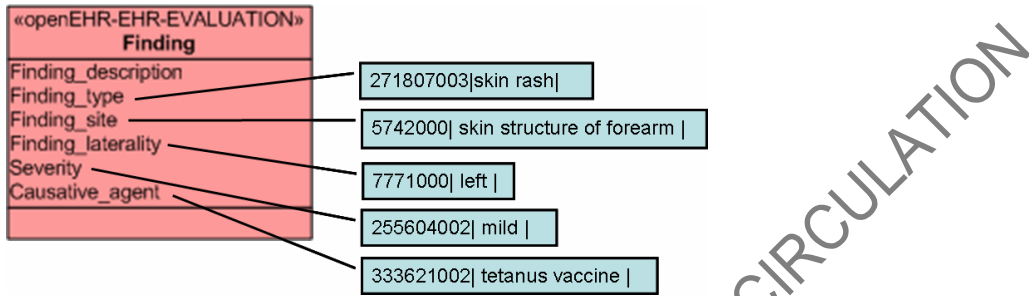 «openEHR-EHR-EVALUATION»
Finding
Finding_description
Finding_type
Finding_site
Finding_laterality
Severity
Causative_agent
271807003|skin rash|
5742000| skin structure of forearm |
7771000| left |
255604002| mild |
333621002| tetanus vaccine |
CIRCULATION